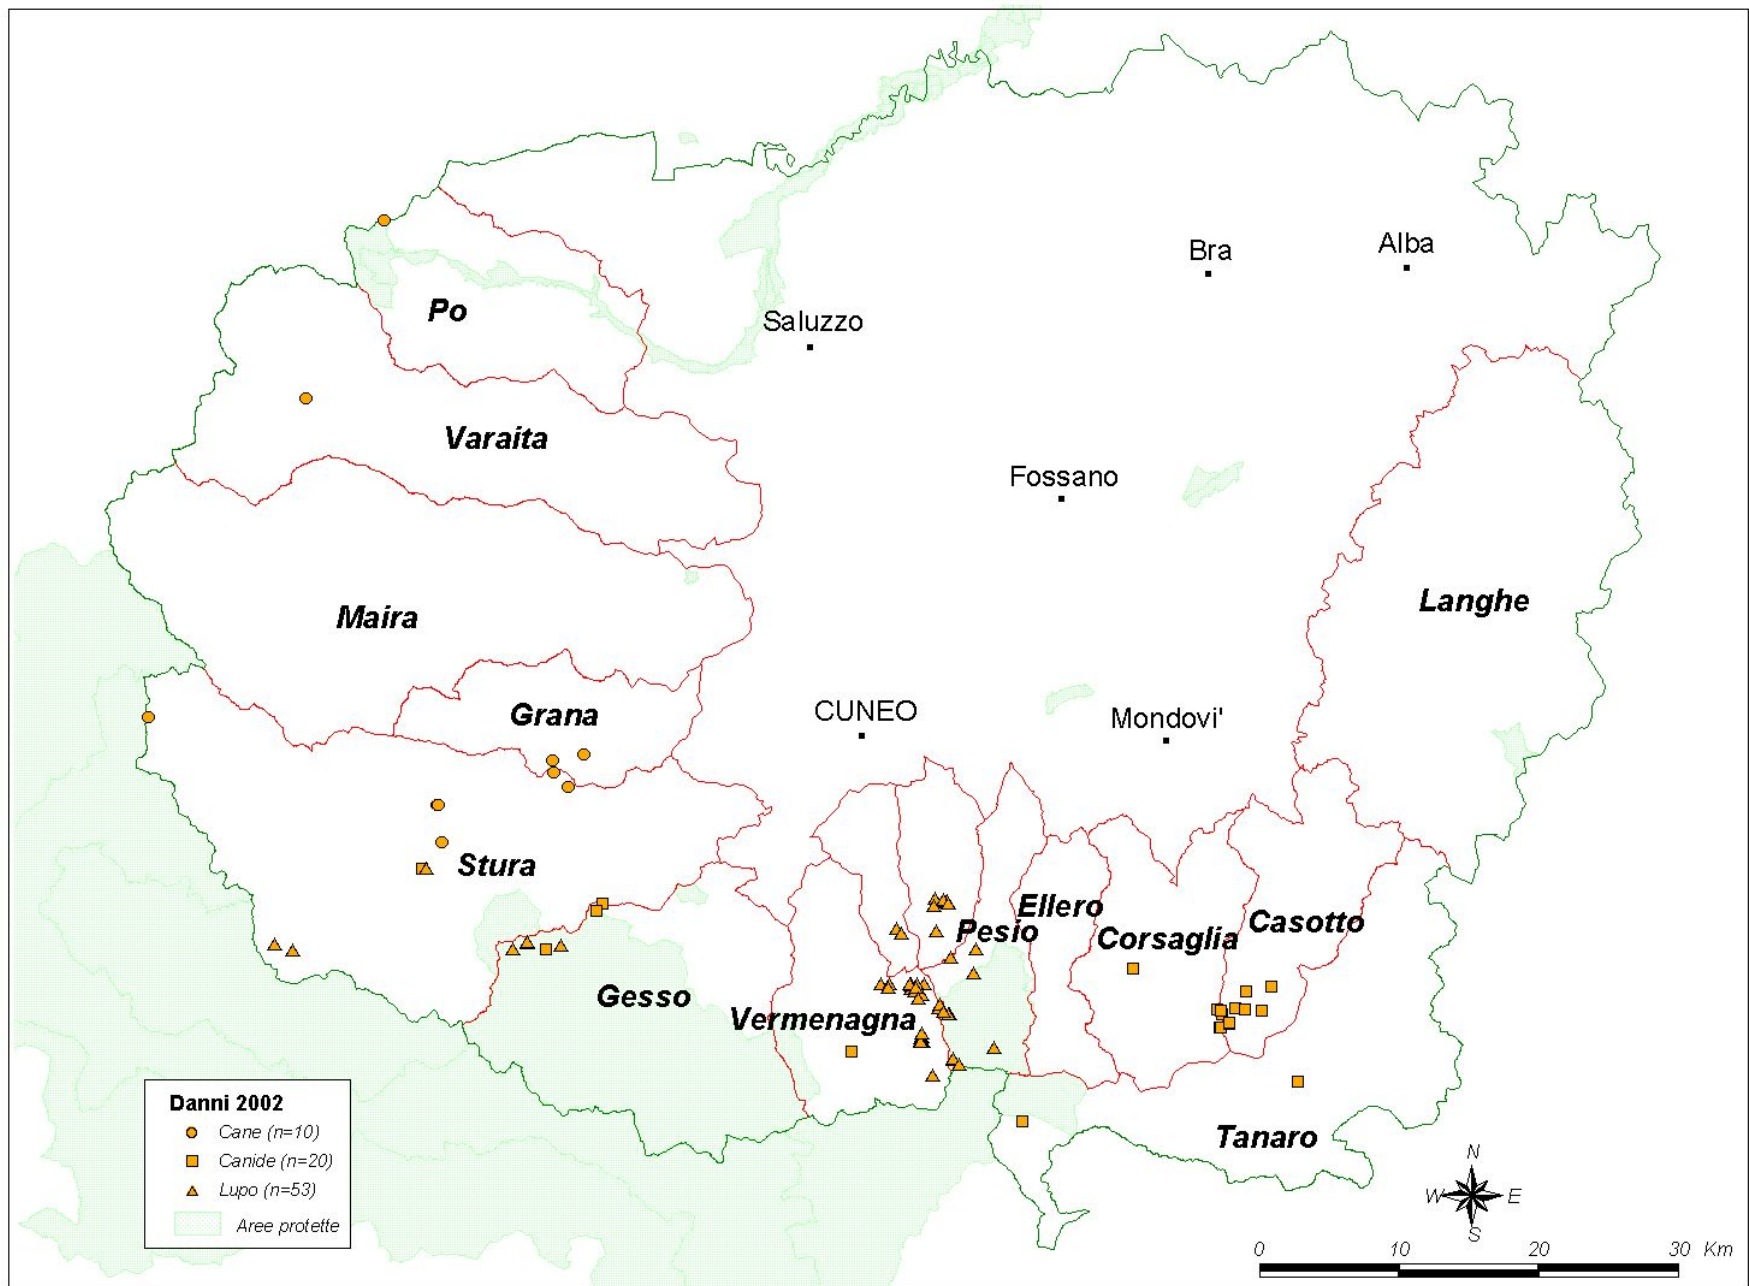 Bra
Alba
Po
Saluzzo
Varaita
Fossano
Langhe
Maira
Grana
CUNEO
Mondovi'
Stura
Ellero
Pesio
Corsaglia
Casotto
Gesso
Vermenagna
Tanaro
Danni 2002
Cane (n=10)
Canide (n=20)
Lupo (n=53)
Aree protette
N
W E
S
0 10 20 30 Km